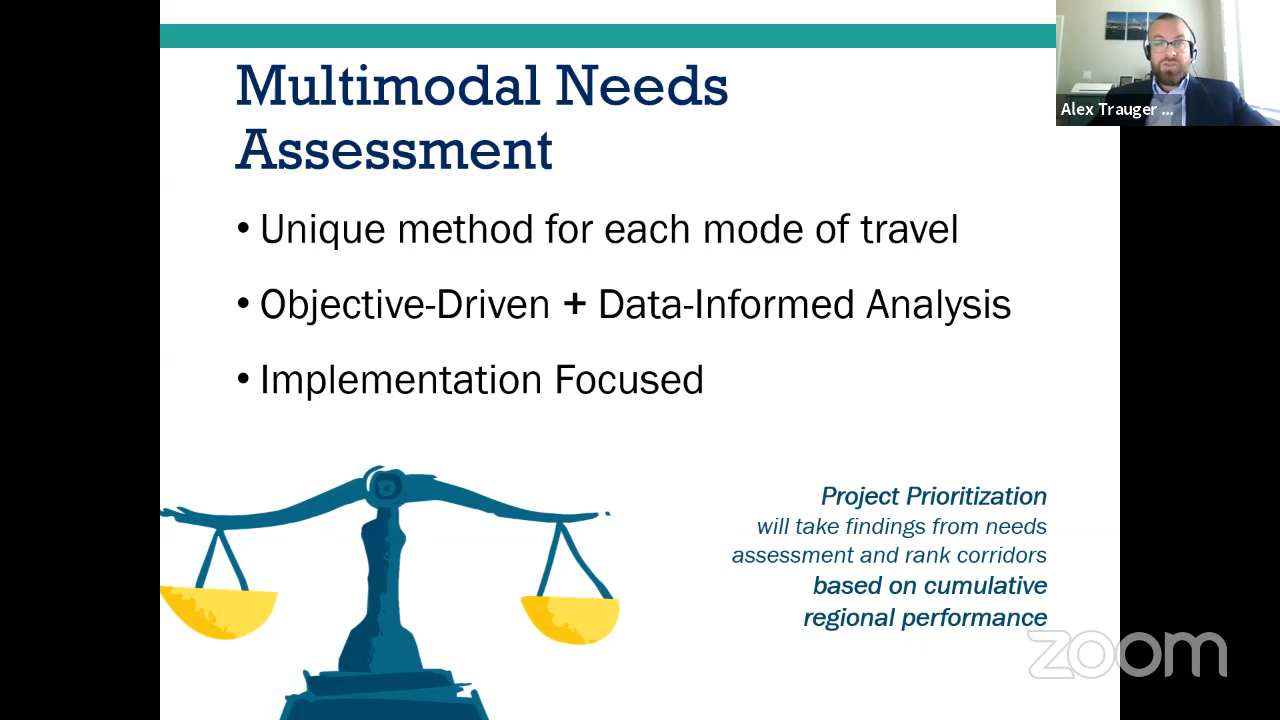 Multimodal Needs
Assessment
• Unique method for each mode of travel
• Objective-Driven + Data-Informed Analysis
• Implementation Focused
Project Prioritization
will take findings from needs
assessment and rank corridors
based on cumulative
regional performance
Alex Trauger ...
zoom